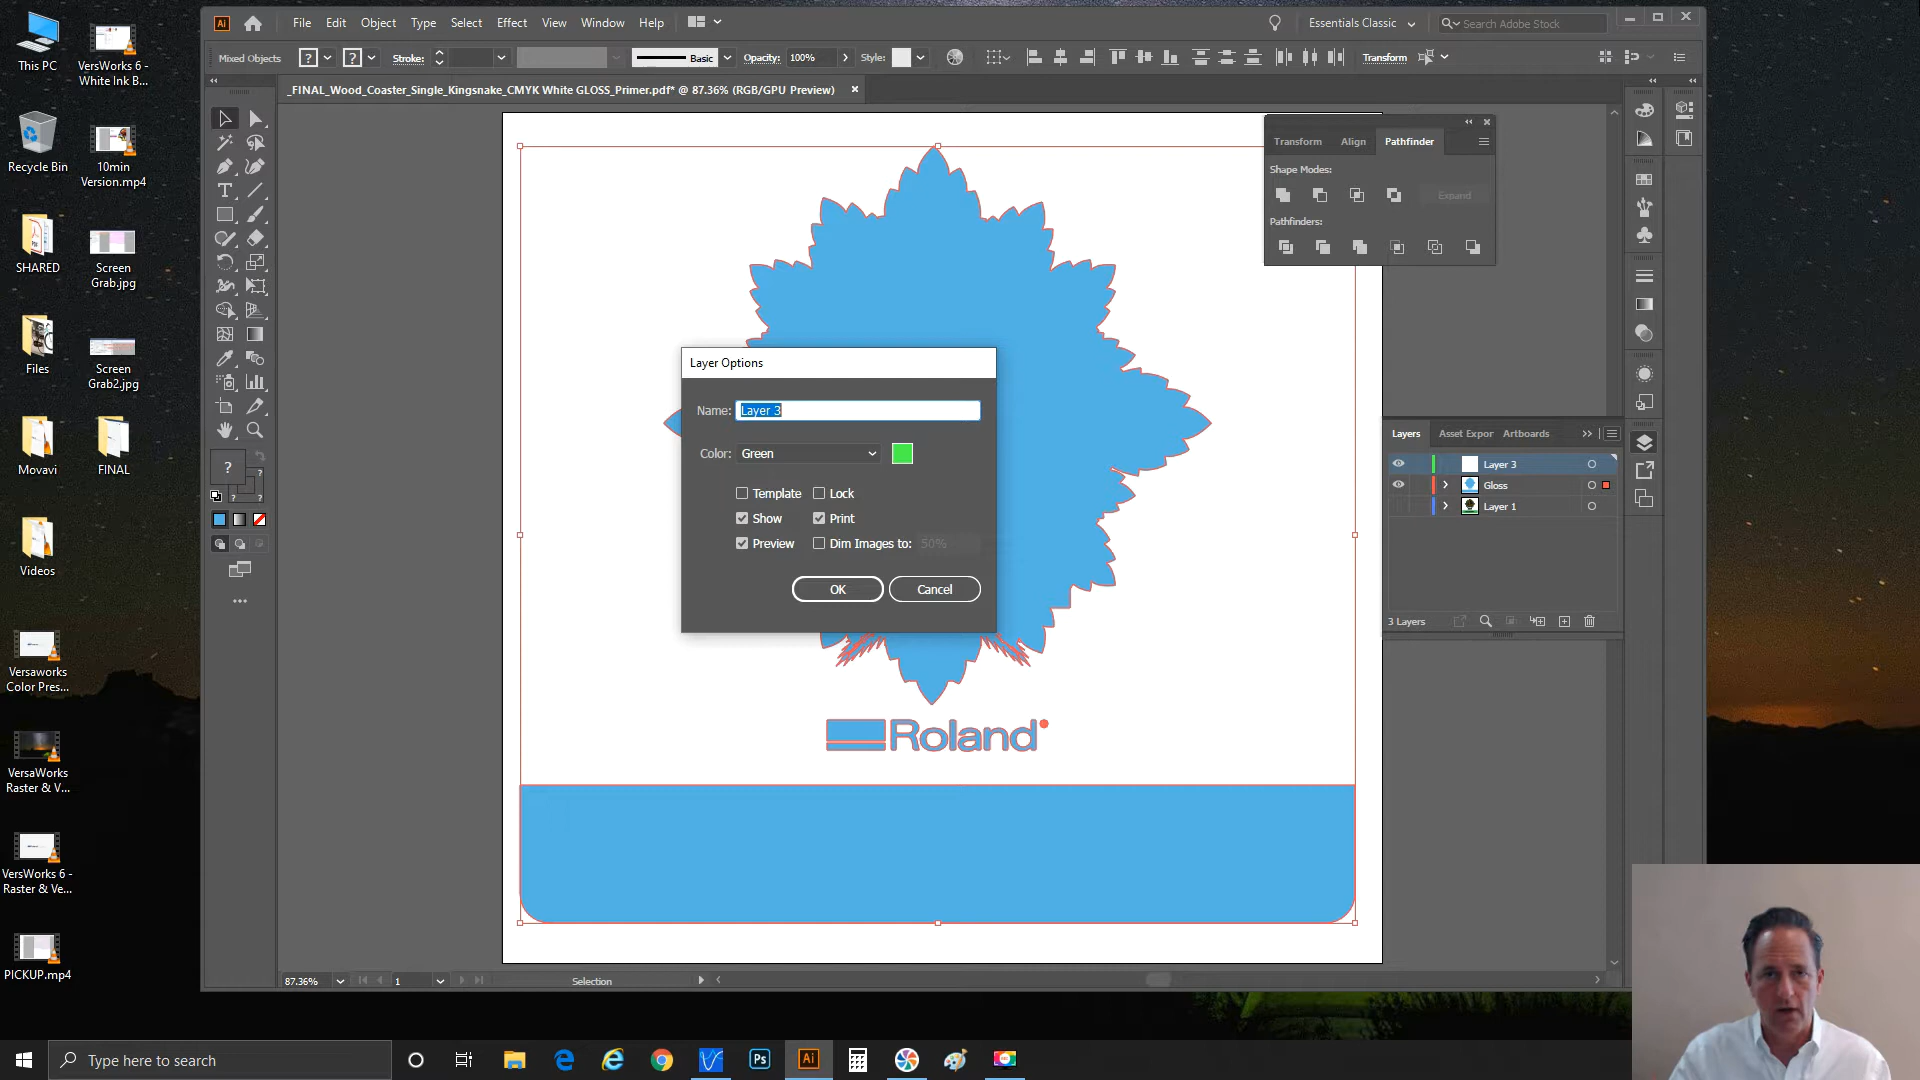 This PC
VersWorks 6 -
White Ink B...
Recycle Bin
10min
Version.mp4
SHARED
Screen
Grab.jpg
Files
Screen
Grab2.jpg
Movavi
FINAL
Videos
Versaworks
Color Pres...
VersaWorks
Raster & V...
VersWorks 6 -
Raster & Ve...
PICKUP.mp4
Ai
File Edit Object Type Select Effect View Window Help
Essentials Classic
Search Adobe Stock
Mixed Objects
?
?
Stroke:
Basic
Opacity:
100%
Style:
Transform
_FINAL_Wood_Coaster_Single_Kingsnake_CMYK White GLOSS_Primer.pdf* @ 87.36% (RGB/GPU Preview)
Transform Align Pathfinder
Shape Modes:
Expand
Pathfinders:
Layer Options
Name: Layer 3
Color: Green
Template Lock
Show Print
Preview Dim Images to: 50%
OK Cancel
Roland
Layers Asset Expor Artboards
Layer 3
Gloss
Layer 1
3 Layers
?
?
?
?
87.36%
1
Selection
Type here to search
Ps
Ai